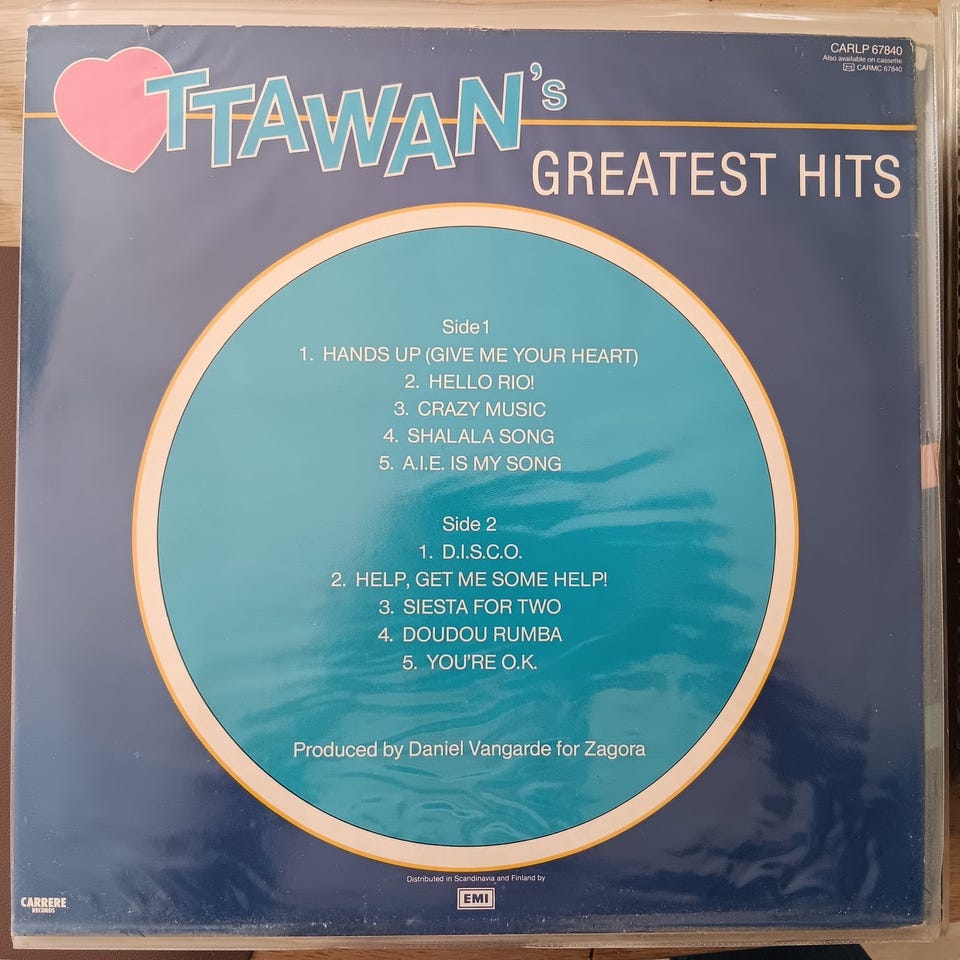 CARLP 67840
Also available on cassette
CARMC 67840
TTAWAN's
GREATEST HITS
Side 1
1. HANDS UP (GIVE ME YOUR HEART)
2. HELLO RIO!
3. CRAZY MUSIC
4. SHALALA SONG
5. A.I.E. IS MY SONG
Side 2
1. D.I.S.C.O.
2. HELP, GET ME SOME HELP!
3. SIESTA FOR TWO
4. DOUDOU RUMBA
5. YOU'RE O.K.
Produced by Daniel Vangarde for Zagora
Distributed in Scandinavia and Finland by
EMI
CARRERE
RECORDS